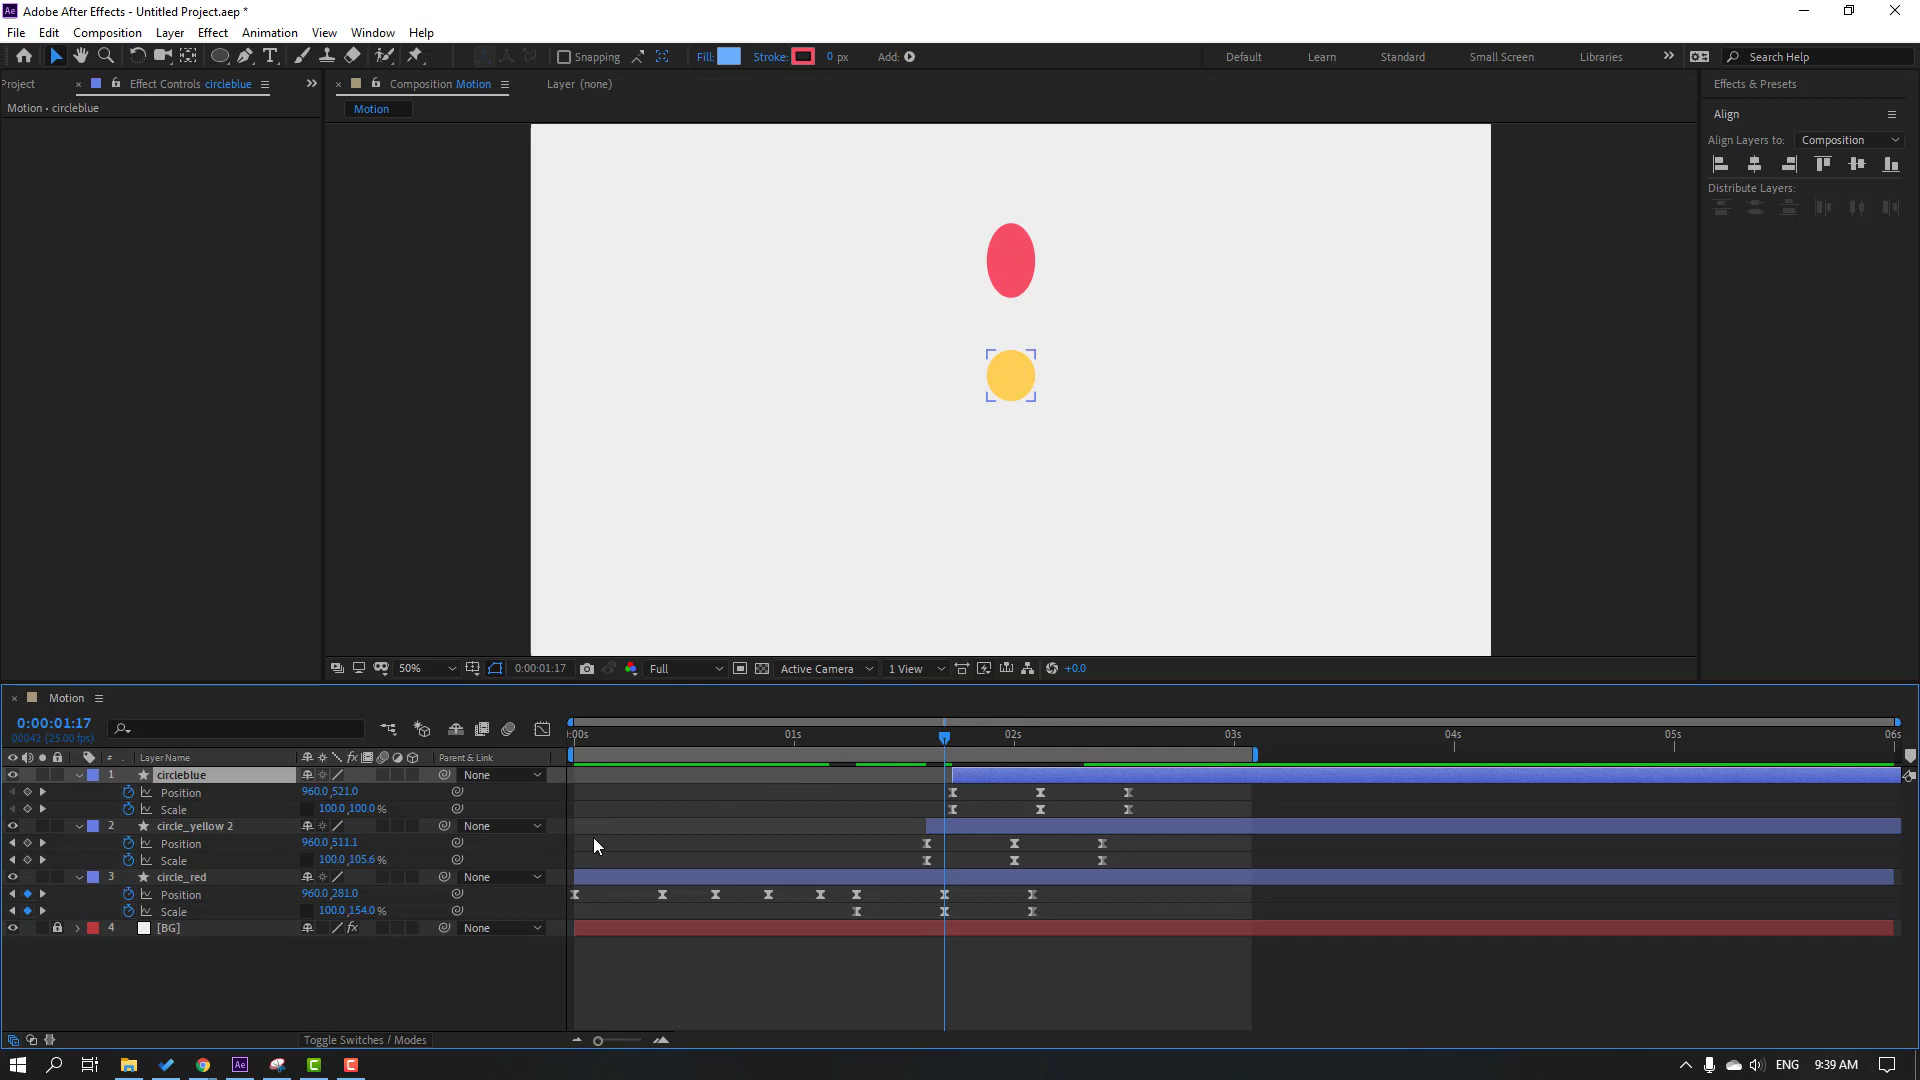 Adobe After Effects - Untitled Project.aep *
File Edit Composition Layer Effect Animation View Window Help
Snapping Fill: Stroke: 0 px Add: Default Learn Standard Small Screen Libraries Search Help
Project Effect Controls circleblue Composition Motion Layer (none) Effects & Presets
Motion • circleblue Motion Align
Align Layers to: Composition
Distribute Layers:
50% 0:00:01:17 Full Active Camera 1 View +0.0
Motion
0:00:01:17
00042 (25.00 fps)
:00s 01s 02s 03s 04s 05s 06s
# Layer Name fx Parent & Link
1 circleblue None
Position 960.0,521.0
Scale 100.0,100.0 %
2 circle_yellow 2 None
Position 960.0,511.1
Scale 100.0,105.6 %
3 circle_red None
Position 960.0,281.0
Scale 100.0,154.0 %
4 [BG] fx None
Toggle Switches / Modes
Ae ENG 9:39 AM